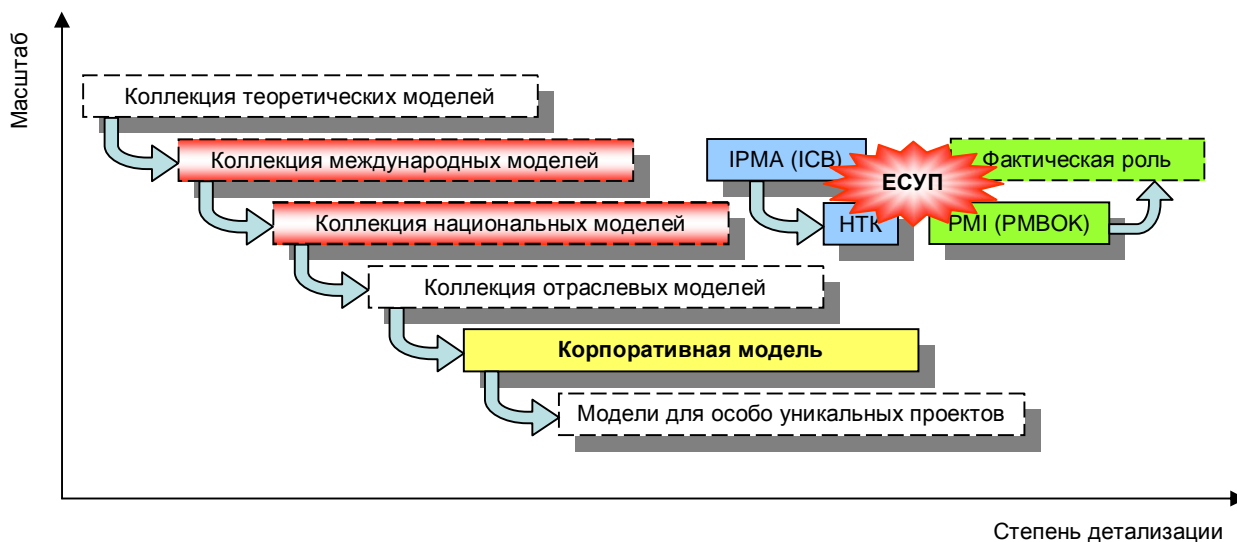 Масштаб
Коллекция теоретических моделей
Коллекция международных моделей
IPMA (ICB)
Фактическая роль
ЕСУП
Коллекция национальных моделей
НТК
PMI (PMBOK)
Коллекция отраслевых моделей
Корпоративная модель
Модели для особо уникальных проектов
Степень детализации